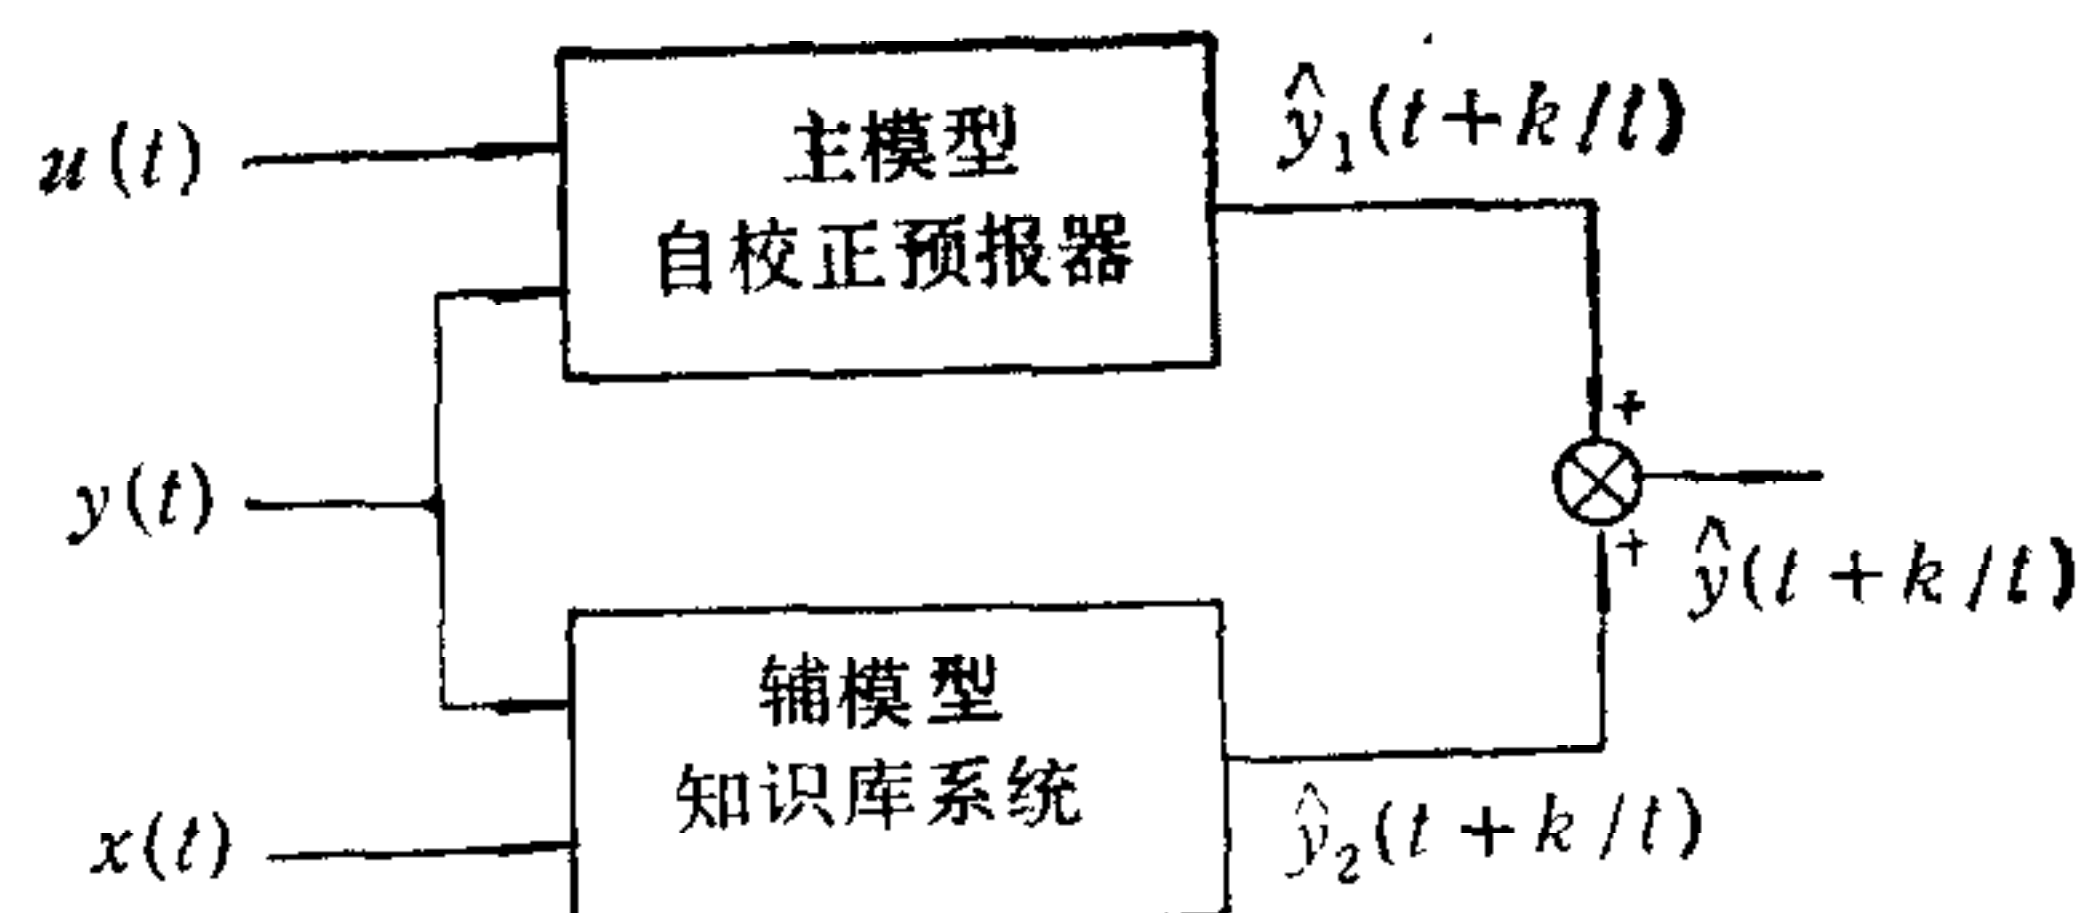 u(t)
主模型
自校正预报器
ŷ₁(t+k/t)
y(t)
+
+
ŷ(t+k/t)
辅模型
知识库系统
x(t)
ŷ₂(t+k/t)